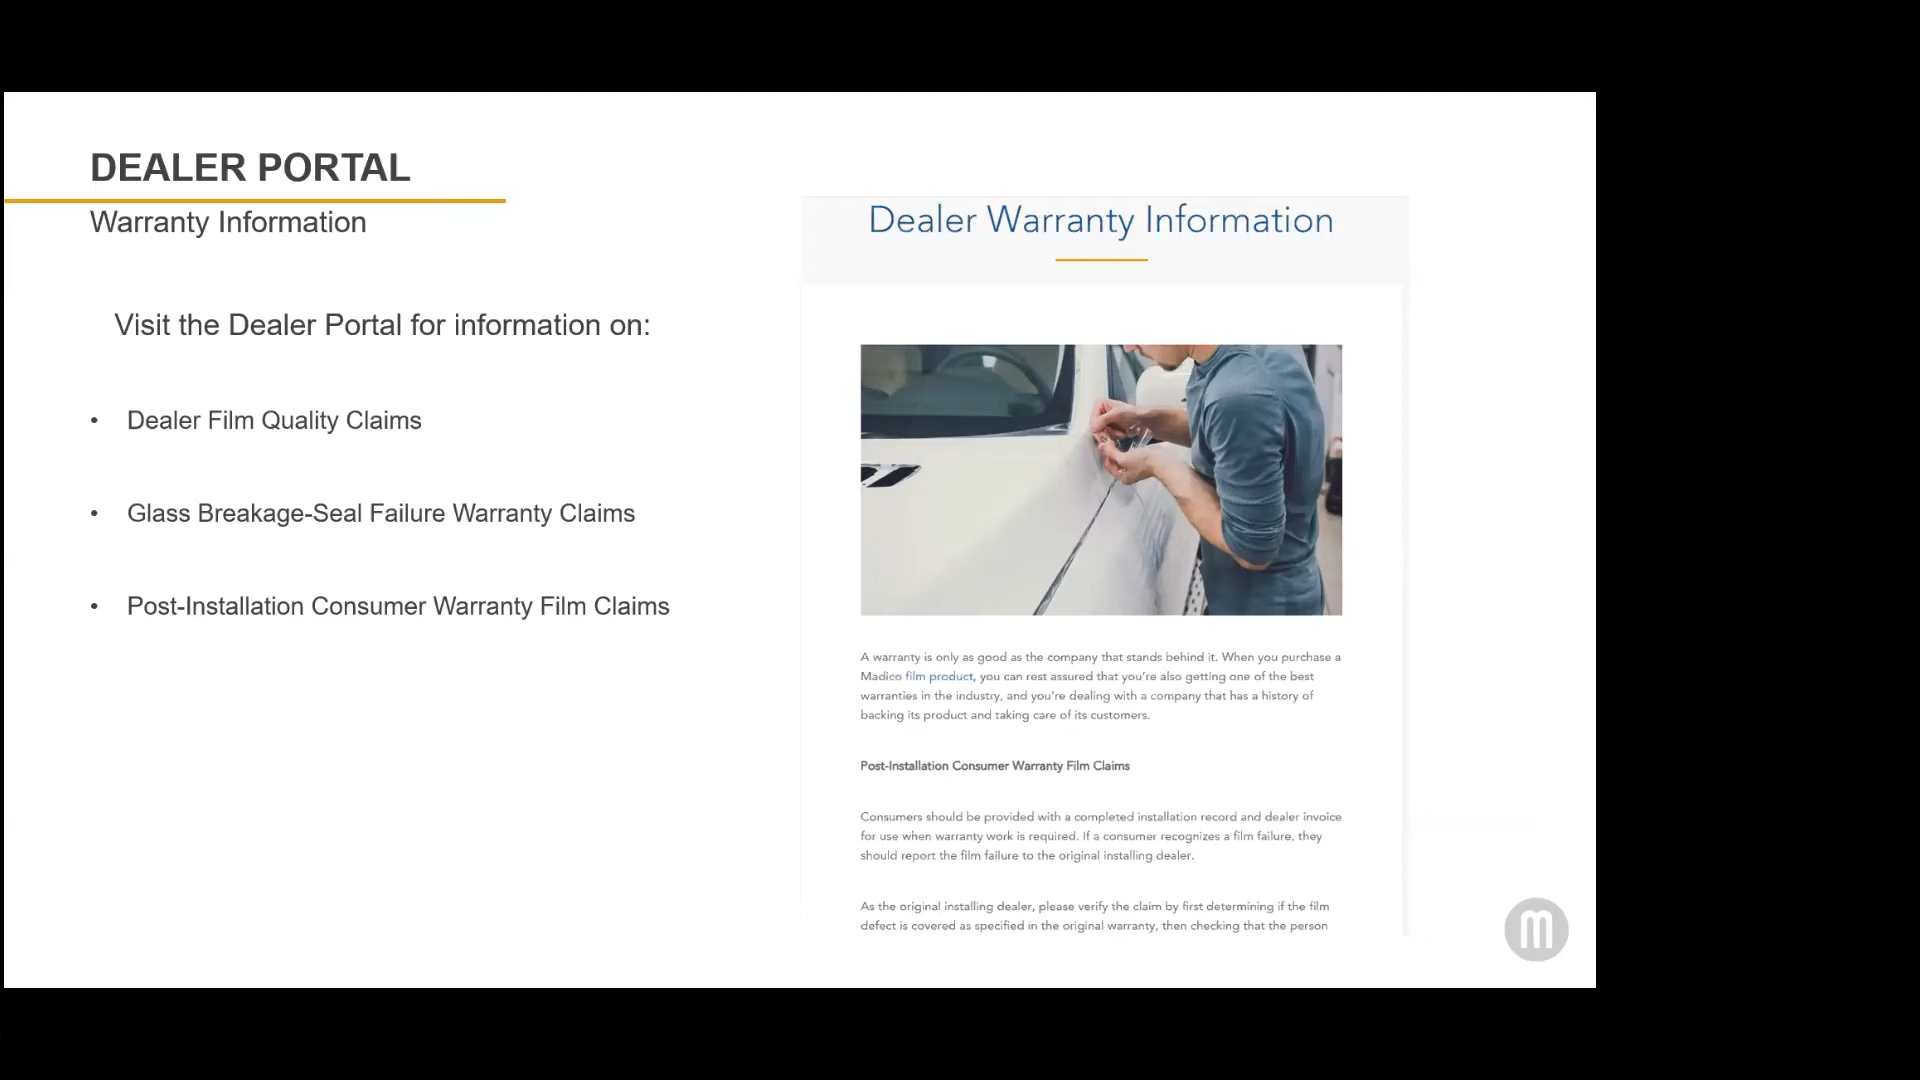 DEALER PORTAL
Warranty Information
Visit the Dealer Portal for information on:
• Dealer Film Quality Claims
• Glass Breakage-Seal Failure Warranty Claims
• Post-Installation Consumer Warranty Film Claims
Dealer Warranty Information
A warranty is only as good as the company that stands behind it. When you purchase a
Madico film product, you can rest assured that you're also getting one of the best
warranties in the industry, and you're dealing with a company that has a history of
backing its product and taking care of its customers.
Post-Installation Consumer Warranty Film Claims
Consumers should be provided with a completed installation record and dealer invoice
for use when warranty work is required. If a consumer recognizes a film failure, they
should report the film failure to the original installing dealer.
As the original installing dealer, please verify the claim by first determining if the film
defect is covered as specified in the original warranty, then checking that the person
m